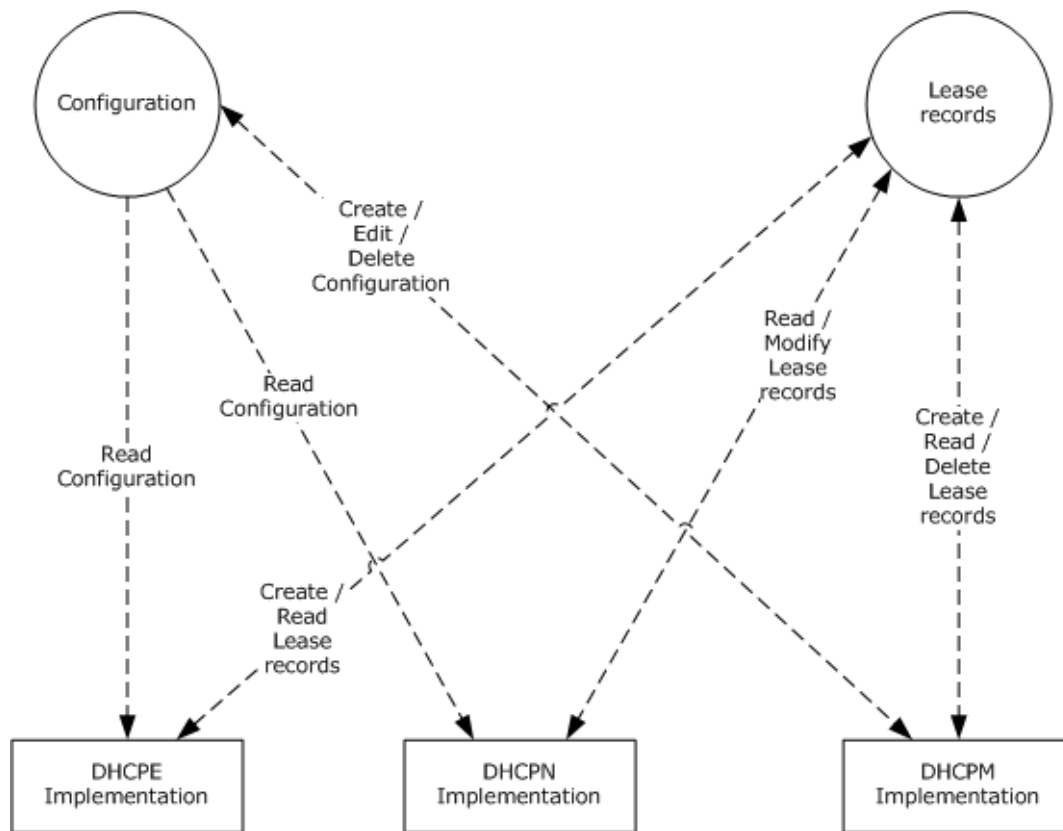 Configuration
Lease
records
Create /
Edit /
Delete
Configuration
Read /
Modify
Lease
records
Read
Configuration
Read
Configuration
Create /
Read /
Delete
Lease
records
Create /
Read
Lease
records
DHCPE
Implementation
DHCPN
Implementation
DHCPM
Implementation